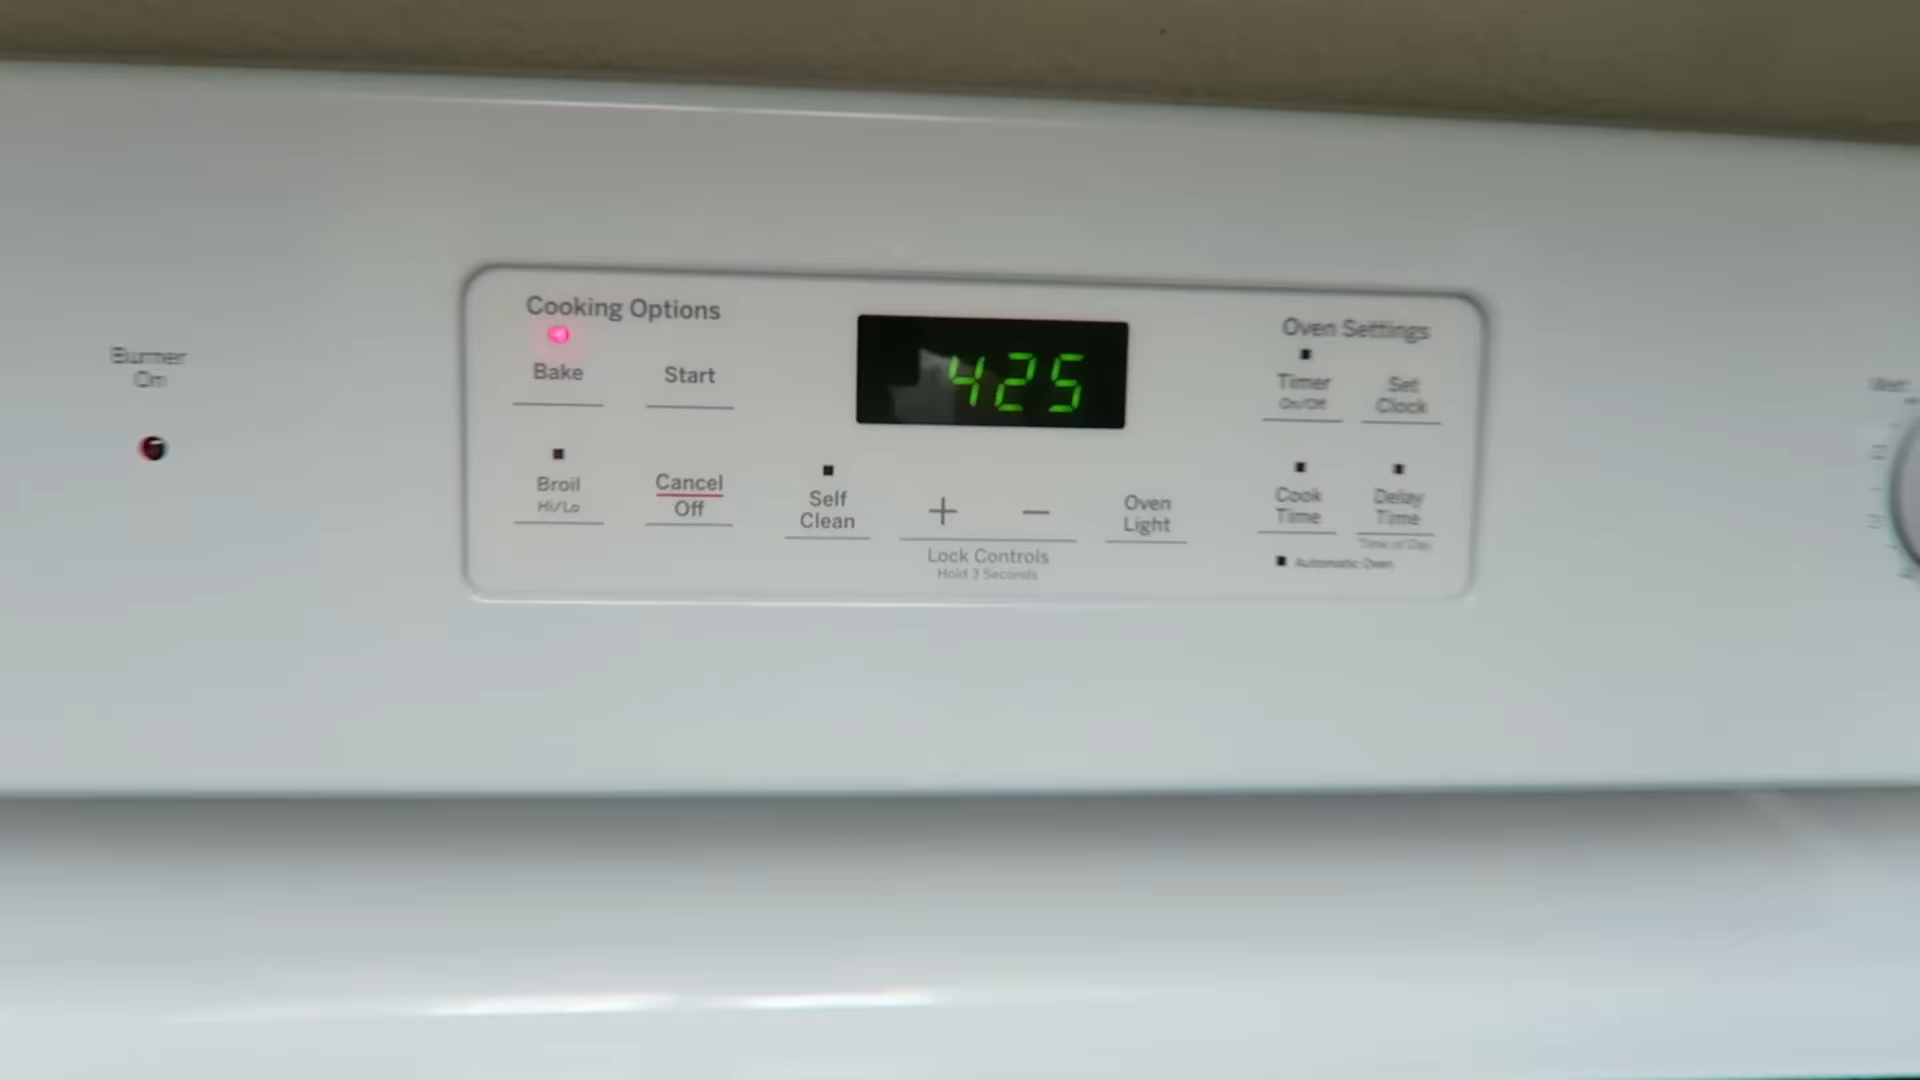 Burner
On
Cooking Options
Bake
Start
Broil
Hi/Lo
Cancel
Off
425
Self
Clean
+
−
Lock Controls
Hold 3 Seconds
Oven
Light
Oven Settings
Timer
On/Off
Set
Clock
Cook
Time
Delay
Time
Time of Day
Automatic Oven